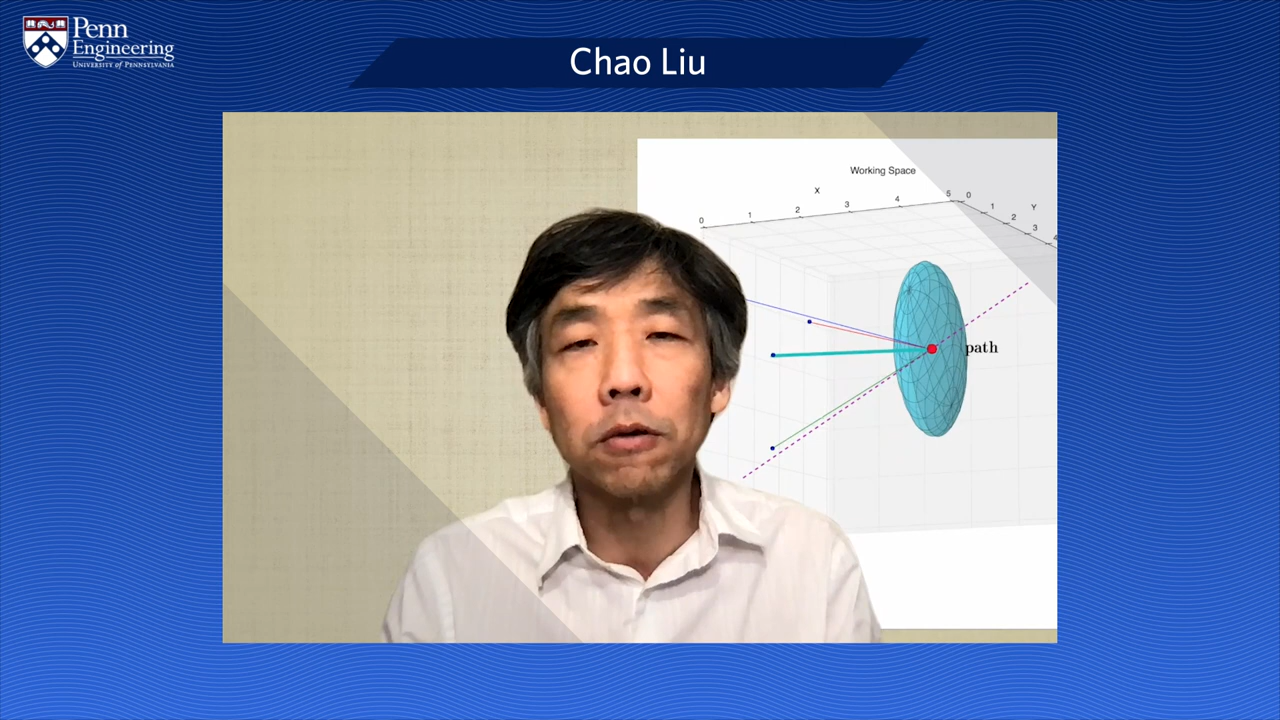 Penn
Engineering
UNIVERSITY of PENNSYLVANIA
Chao Liu
Working Space
X
0 1 2 3 4 5
0 1 2 3 4
Y
path